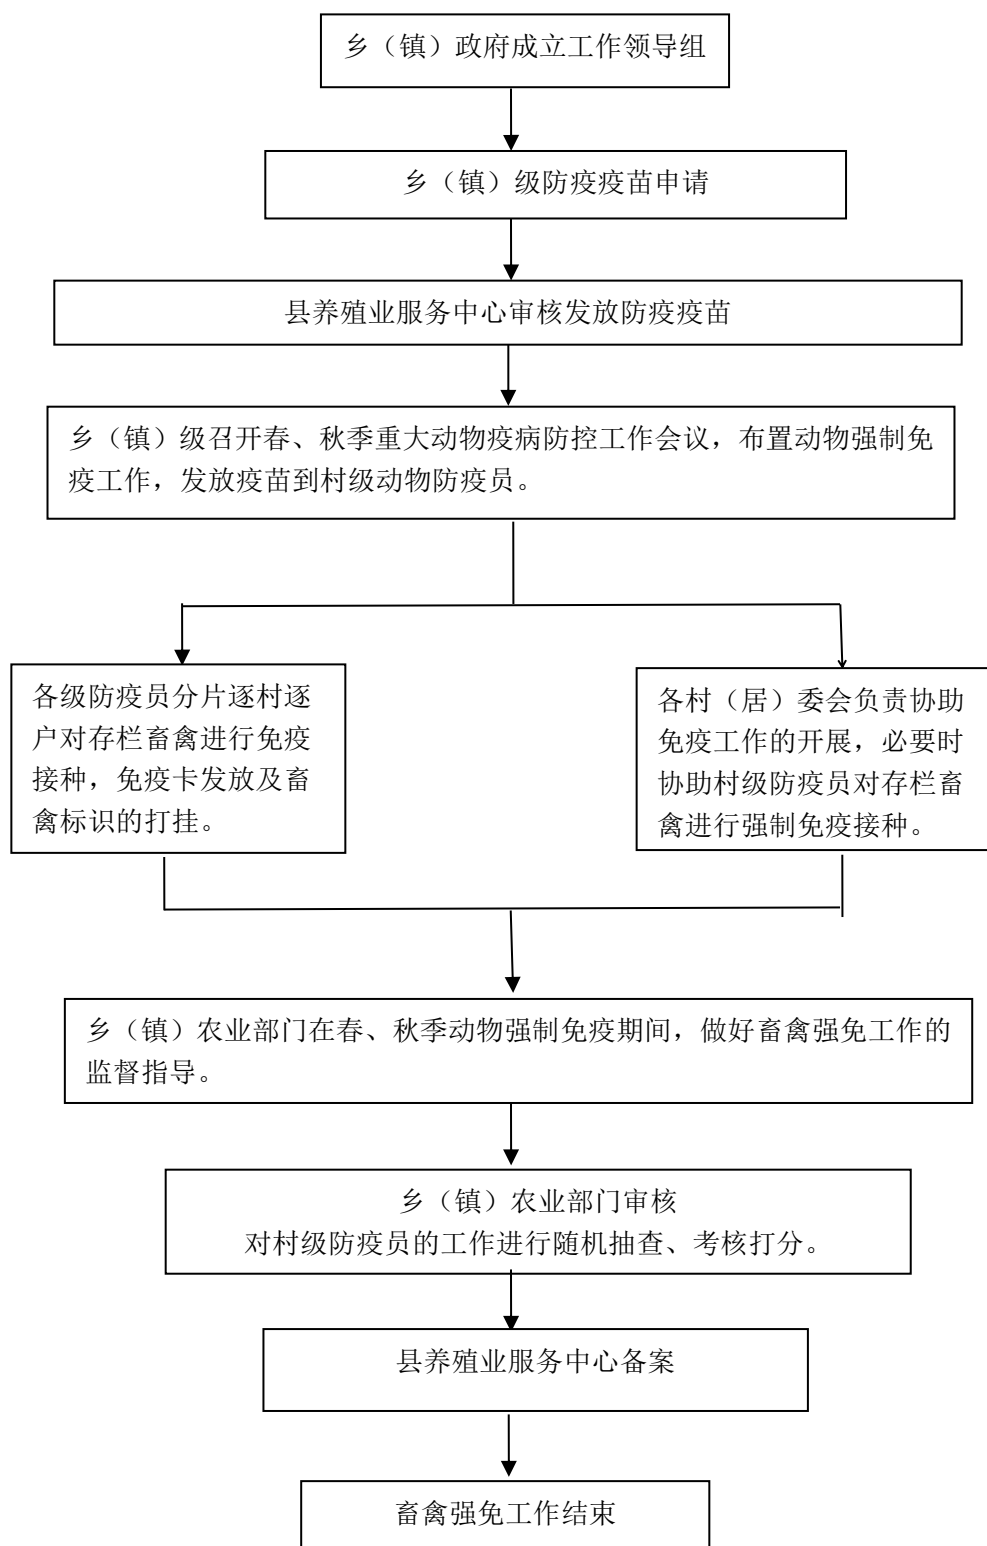 乡（镇）政府成立工作领导组
乡（镇）级防疫疫苗申请
县养殖业服务中心审核发放防疫疫苗
乡（镇）级召开春、秋季重大动物疫病防控工作会议，布置动物强制免
疫工作，发放疫苗到村级动物防疫员。
各级防疫员分片逐村逐
户对存栏畜禽进行免疫
接种，免疫卡发放及畜
禽标识的打挂。
各村（居）委会负责协助
免疫工作的开展，必要时
协助村级防疫员对存栏畜
禽进行强制免疫接种。
乡（镇）农业部门在春、秋季动物强制免疫期间，做好畜禽强免工作的
监督指导。
乡（镇）农业部门审核
对村级防疫员的工作进行随机抽查、考核打分。
县养殖业服务中心备案
畜禽强免工作结束